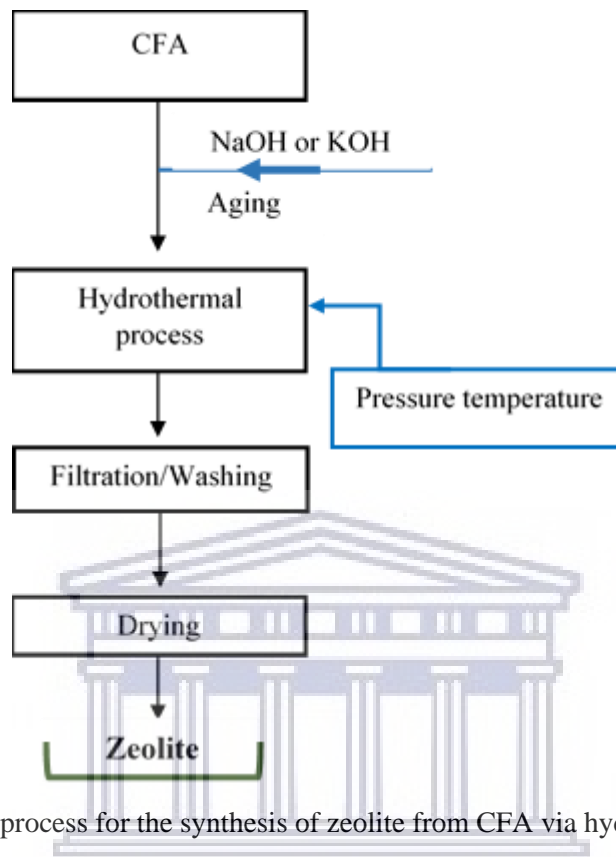 CFA
NaOH or KOH
Aging
Hydrothermal
process
Pressure temperature
Filtration/Washing
Drying
Zeolite
process for the synthesis of zeolite from CFA via hyd